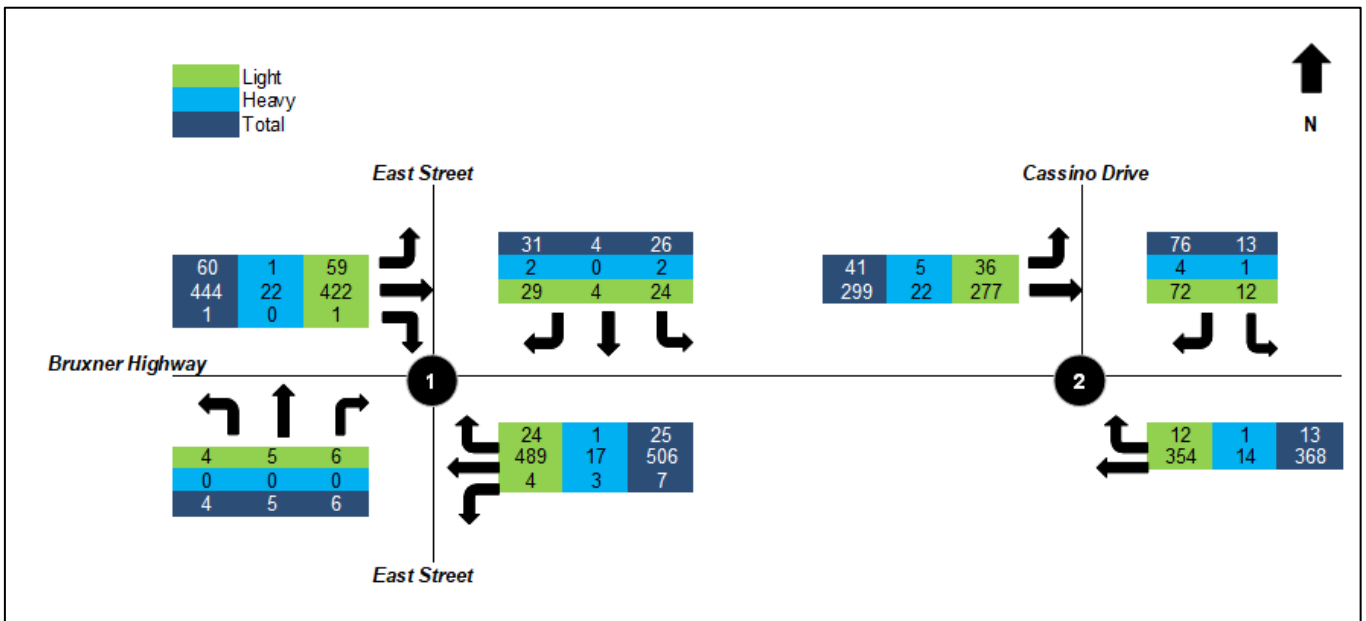 Light
Heavy
Total
N
East Street
Cassino Drive
31 4 26
2 0 2
29 4 24
76 13
4 1
72 12
60 1 59
444 22 422
1 0 1
41 5 36
299 22 277
Bruxner Highway
1
2
4 5 6
0 0 0
4 5 6
24 1 25
489 17 506
4 3 7
12 1 13
354 14 368
East Street